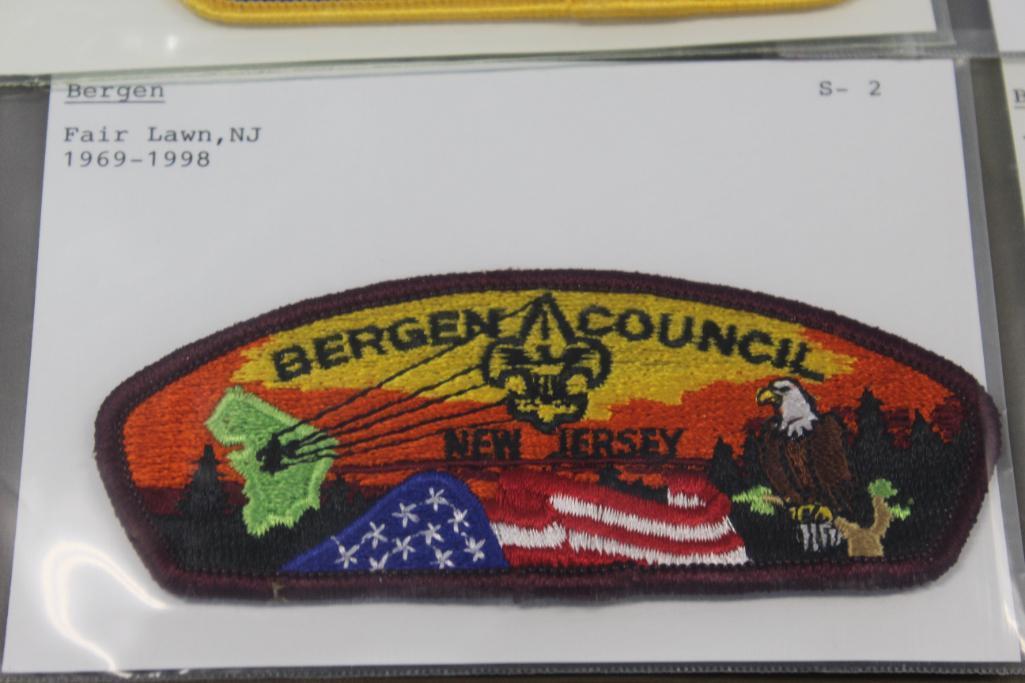 Bergen
S- 2
Fair Lawn,NJ
1969-1998
BERGEN COUNCIL
NEW JERSEY